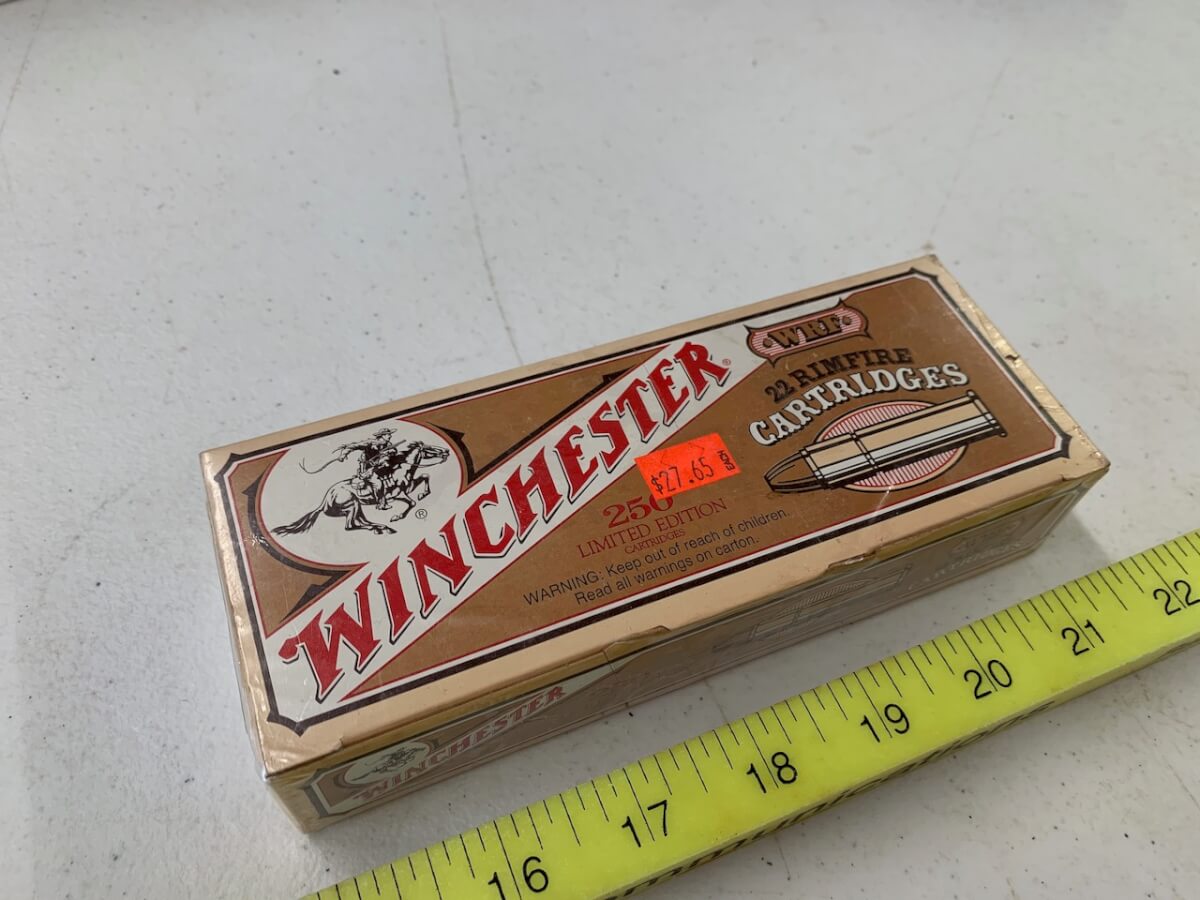 WINCHESTER®
®
WRF
22 RIMFIRE
CARTRIDGES
$27.65
250
LIMITED EDITION
CARTRIDGES
WARNING: Keep out of reach of children.
Read all warnings on carton.
WINCHESTER
16 17 18 19 20 21 22